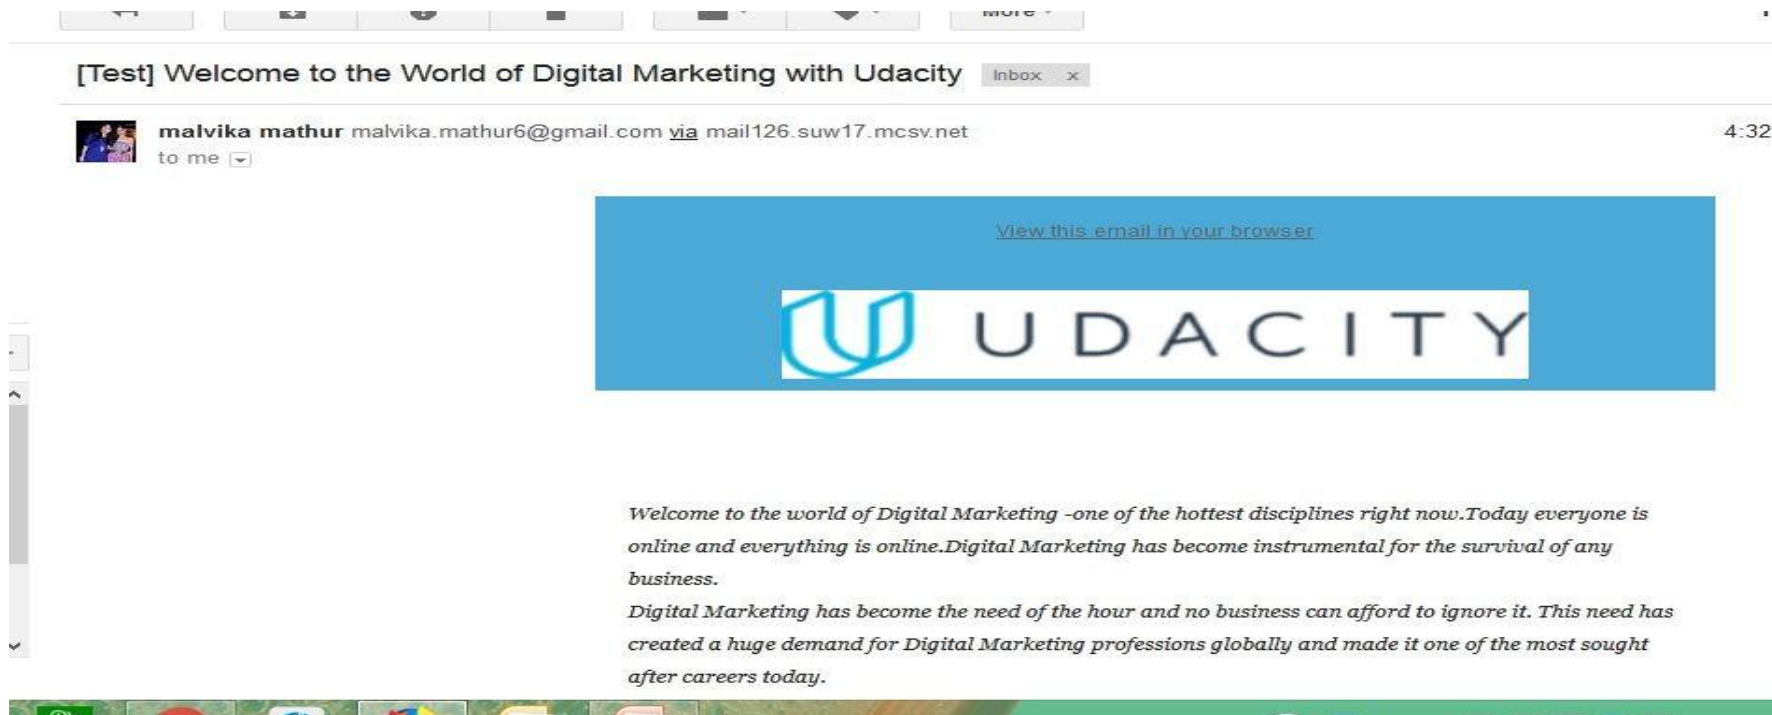 More
[Test] Welcome to the World of Digital Marketing with Udacity Inbox x
malvika mathur malvika.mathur6@gmail.com via mail126.suw17.mcsv.net 4:32
to me
View this email in your browser
UDACITY
Welcome to the world of Digital Marketing -one of the hottest disciplines right now.Today everyone is
online and everything is online.Digital Marketing has become instrumental for the survival of any
business.
Digital Marketing has become the need of the hour and no business can afford to ignore it. This need has
created a huge demand for Digital Marketing professions globally and made it one of the most sought
after careers today.